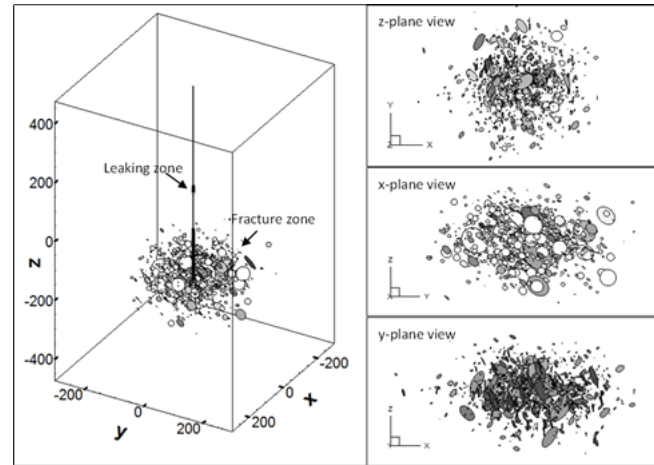 z-plane view
Y
Z
X
400
Leaking zone
200
Fracture zone
0
z
-200
-400
-200
0
y
200
200
0
x
-200
x-plane view
Z
X
Y
y-plane view
Z
Y
X